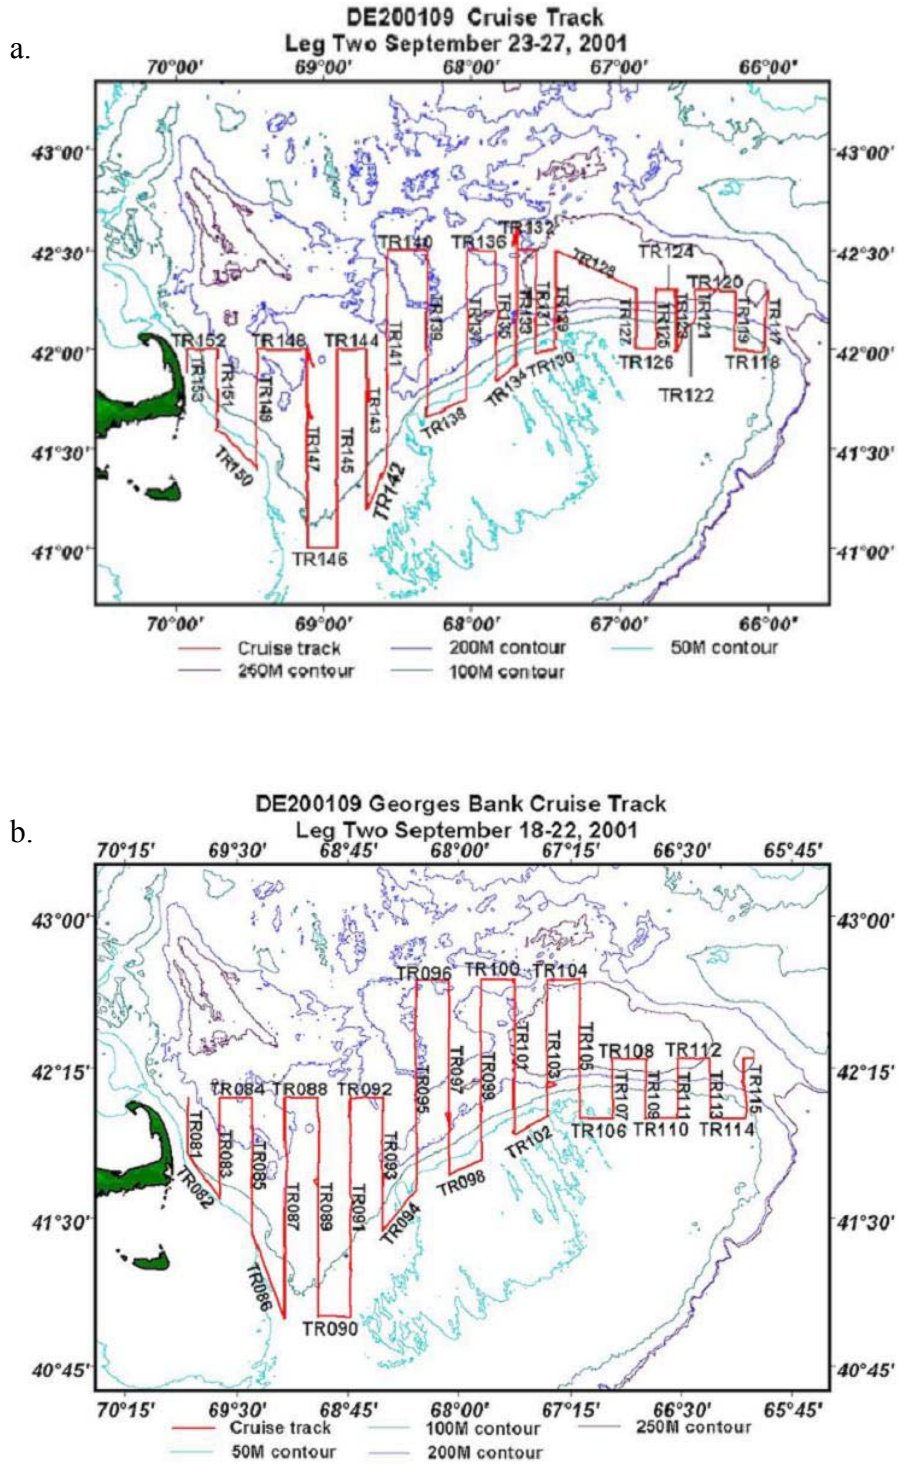 a.
DE200109 Cruise Track
Leg Two September 23-27, 2001
70°00' 69°00' 68°00' 67°00' 66°00'
43°00' 43°00'
TR132
TR140 TR136
TR124
42°30' 42°30'
TR128
TR120
TR139 TR137 TR135 TR133 TR131 TR129 TR127 TR125 TR123 TR121 TR119 TR117
TR141
42°00' 42°00'
TR152 TR148 TR144
TR134 TR130 TR126 TR118
TR122
TR153 TR151 TR149 TR143
TR138
41°30' 41°30'
TR150 TR147 TR145 TR142
41°00' 41°00'
TR146
70°00' 69°00' 68°00' 67°00' 66°00'
Cruise track 200M contour 50M contour
250M contour 100M contour
b.
DE200109 Georges Bank Cruise Track
Leg Two September 18-22, 2001
70°15' 69°30' 68°45' 68°00' 67°15' 66°30' 65°45'
43°00' 43°00'
TR096 TR100 TR104
TR108 TR112
42°15' 42°15'
TR084 TR088 TR092
TR095 TR097 TR099 TR101 TR103 TR105 TR107 TR109 TR111 TR113 TR115
TR102 TR106 TR110 TR114
TR081 TR083 TR085 TR093
TR082 TR098
41°30' 41°30'
TR087 TR089 TR091 TR094
TR086
TR090
40°45' 40°45'
70°15' 69°30' 68°45' 68°00' 67°15' 66°30' 65°45'
Cruise track 100M contour 250M contour
50M contour 200M contour